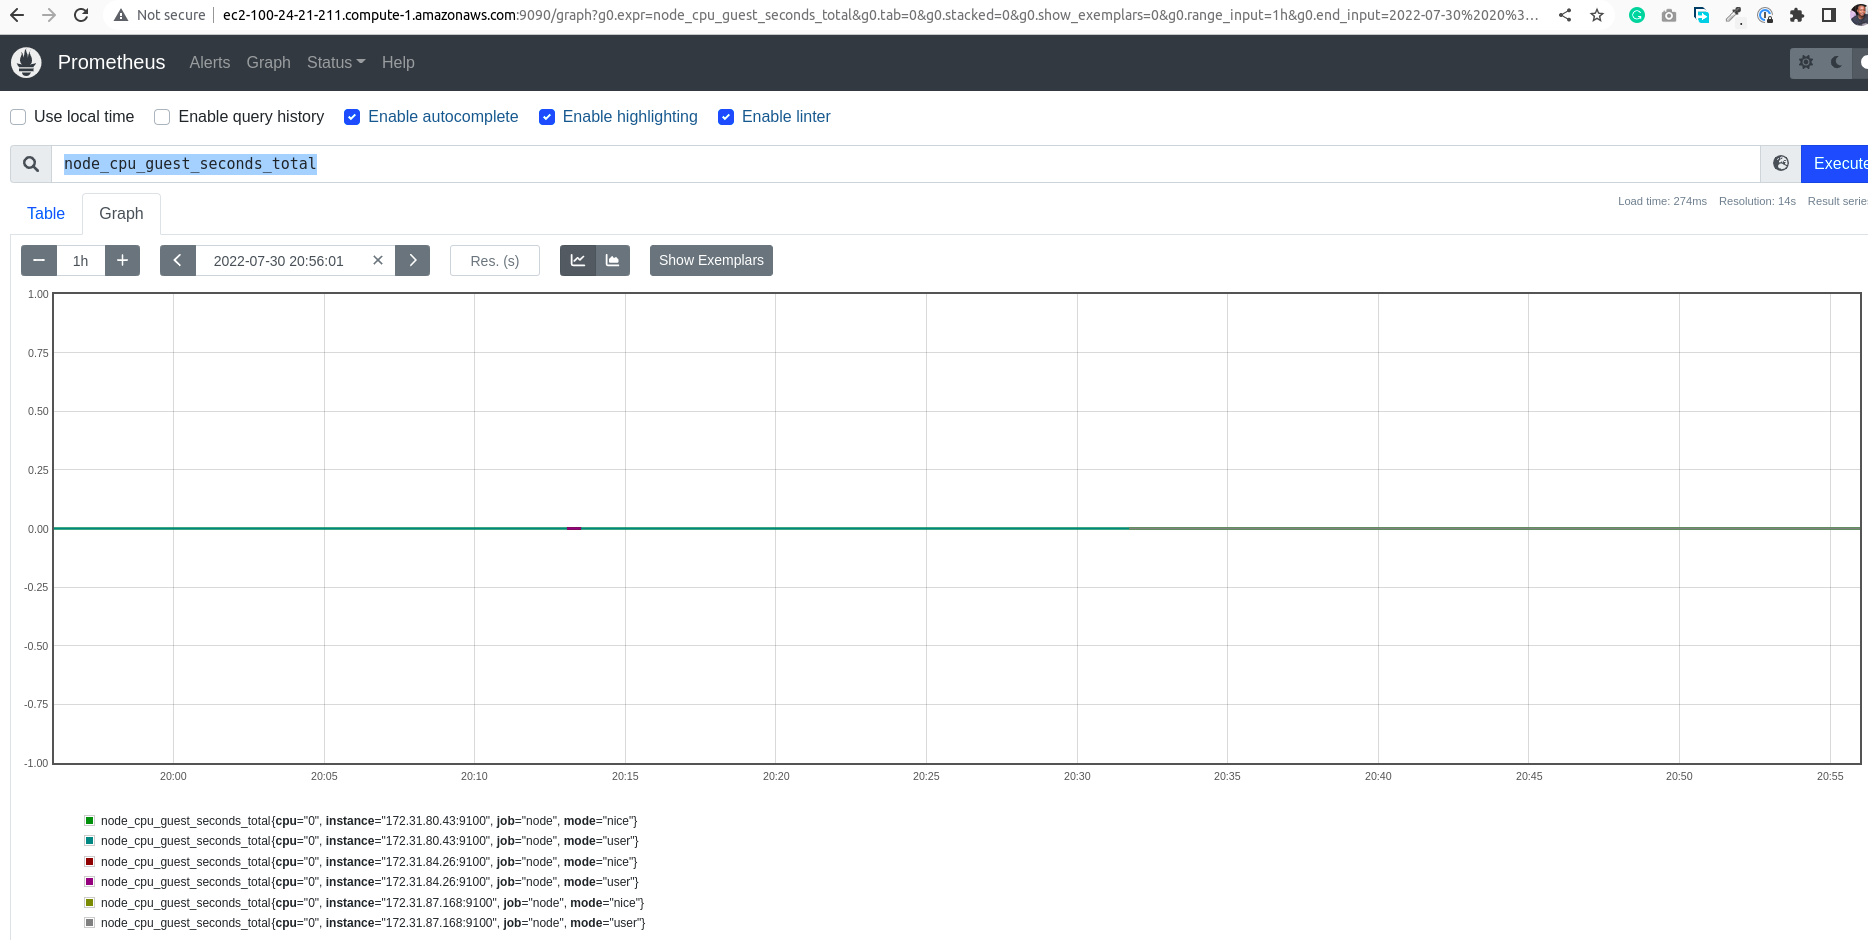 Not secure ec2-100-24-21-211.compute-1.amazonaws.com:9090/graph?g0.expr=node_cpu_guest_seconds_total&g0.tab=0&g0.stacked=0&g0.show_exemplars=0&g0.range_input=1h&g0.end_input=2022-07-30%2020%3...
Prometheus Alerts Graph Status Help
Use local time Enable query history Enable autocomplete Enable highlighting Enable linter
node_cpu_guest_seconds_total Execute
Table Graph Load time: 274ms Resolution: 14s Result serie
1h 2022-07-30 20:56:01 Res. (s) Show Exemplars
1.00
0.75
0.50
0.25
0.00
-0.25
-0.50
-0.75
-1.00
20:00 20:05 20:10 20:15 20:20 20:25 20:30 20:35 20:40 20:45 20:50 20:55
node_cpu_guest_seconds_total{cpu="0", instance="172.31.80.43:9100", job="node", mode="nice"}
node_cpu_guest_seconds_total{cpu="0", instance="172.31.80.43:9100", job="node", mode="user"}
node_cpu_guest_seconds_total{cpu="0", instance="172.31.84.26:9100", job="node", mode="nice"}
node_cpu_guest_seconds_total{cpu="0", instance="172.31.84.26:9100", job="node", mode="user"}
node_cpu_guest_seconds_total{cpu="0", instance="172.31.87.168:9100", job="node", mode="nice"}
node_cpu_guest_seconds_total{cpu="0", instance="172.31.87.168:9100", job="node", mode="user"}